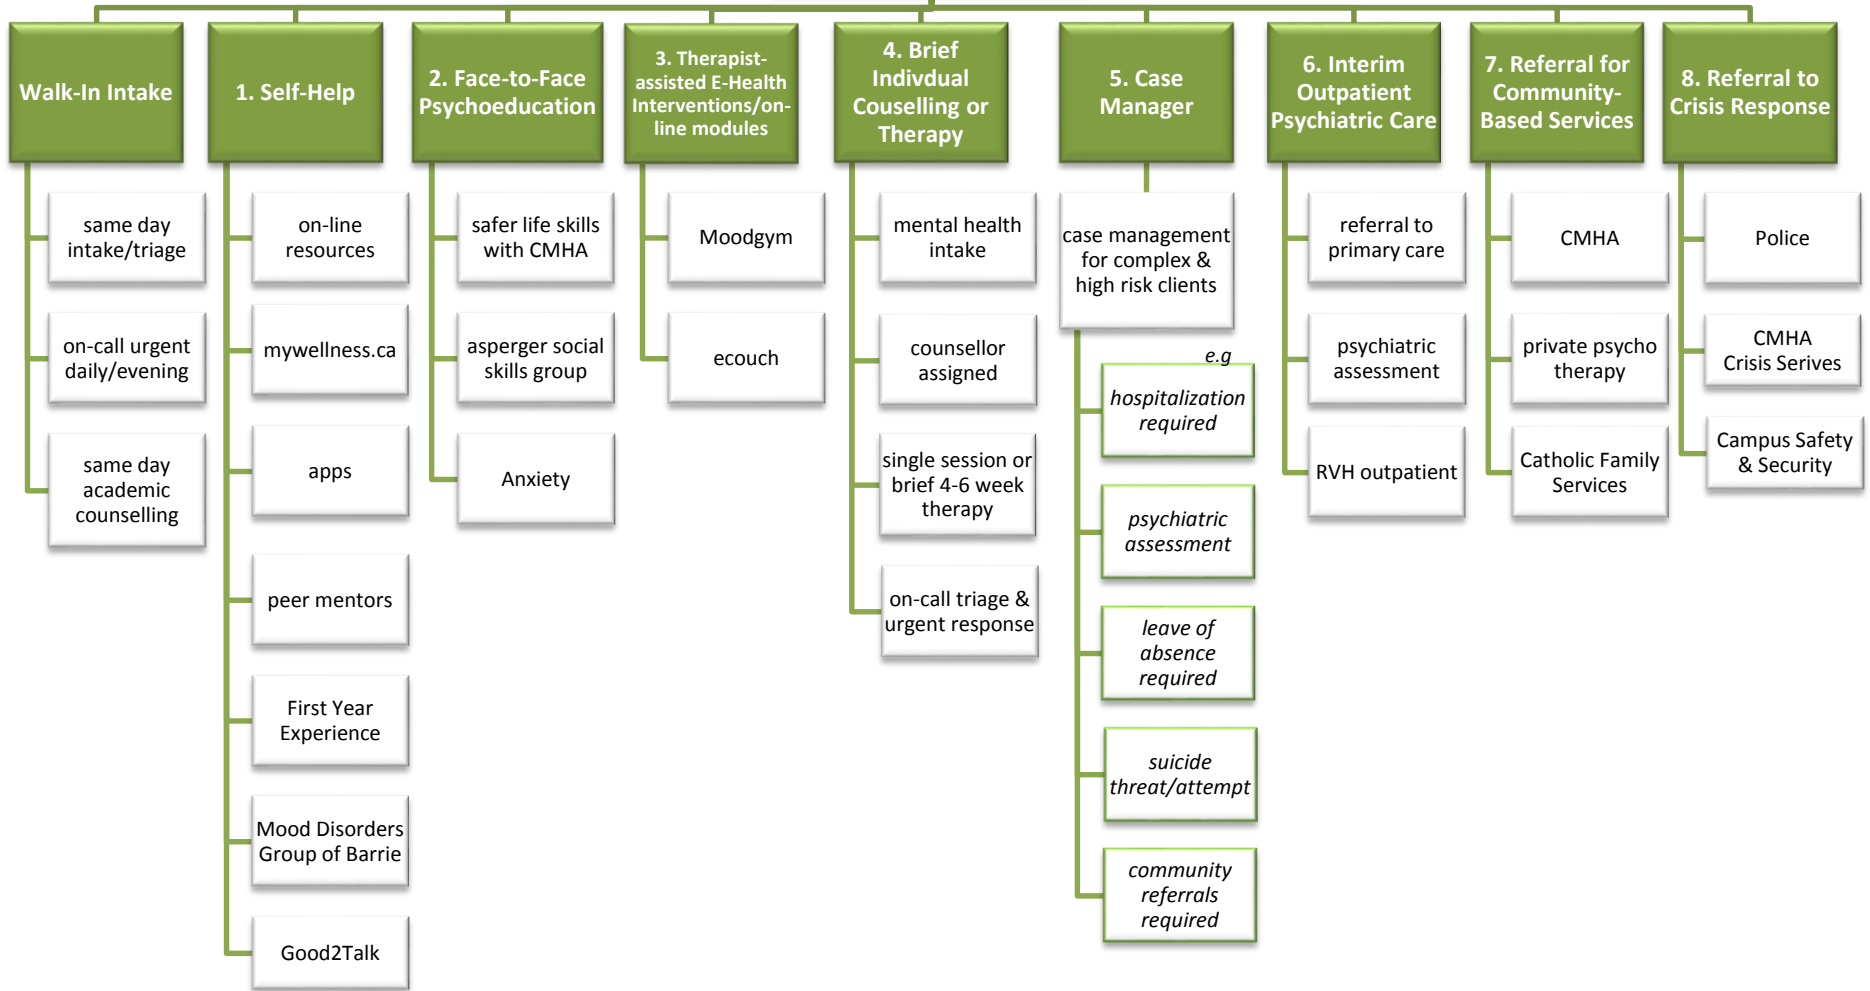 Walk-In Intake
same day
intake/triage
on-call urgent
daily/evening
same day
academic
counselling
1. Self-Help
on-line
resources
mywellness.ca
apps
peer mentors
First Year
Experience
Mood Disorders
Group of Barrie
Good2Talk
2. Face-to-Face
Psychoeducation
safer life skills
with CMHA
asperger social
skills group
Anxiety
3. Therapist-
assisted E-Health
Interventions/on-
line modules
Moodgym
ecouch
4. Brief
Indivdual
Couselling or
Therapy
mental health
intake
counsellor
assigned
single session or
brief 4-6 week
therapy
on-call triage &
urgent response
5. Case
Manager
case management
for complex &
high risk clients
e.g
hospitalization
required
psychiatric
assessment
leave of
absence
required
suicide
threat/attempt
community
referrals
required
6. Interim
Outpatient
Psychiatric Care
referral to
primary care
psychiatric
assessment
RVH outpatient
7. Referral for
Community-
Based Services
CMHA
private psycho
therapy
Catholic Family
Services
8. Referral to
Crisis Response
Police
CMHA
Crisis Serives
Campus Safety
& Security